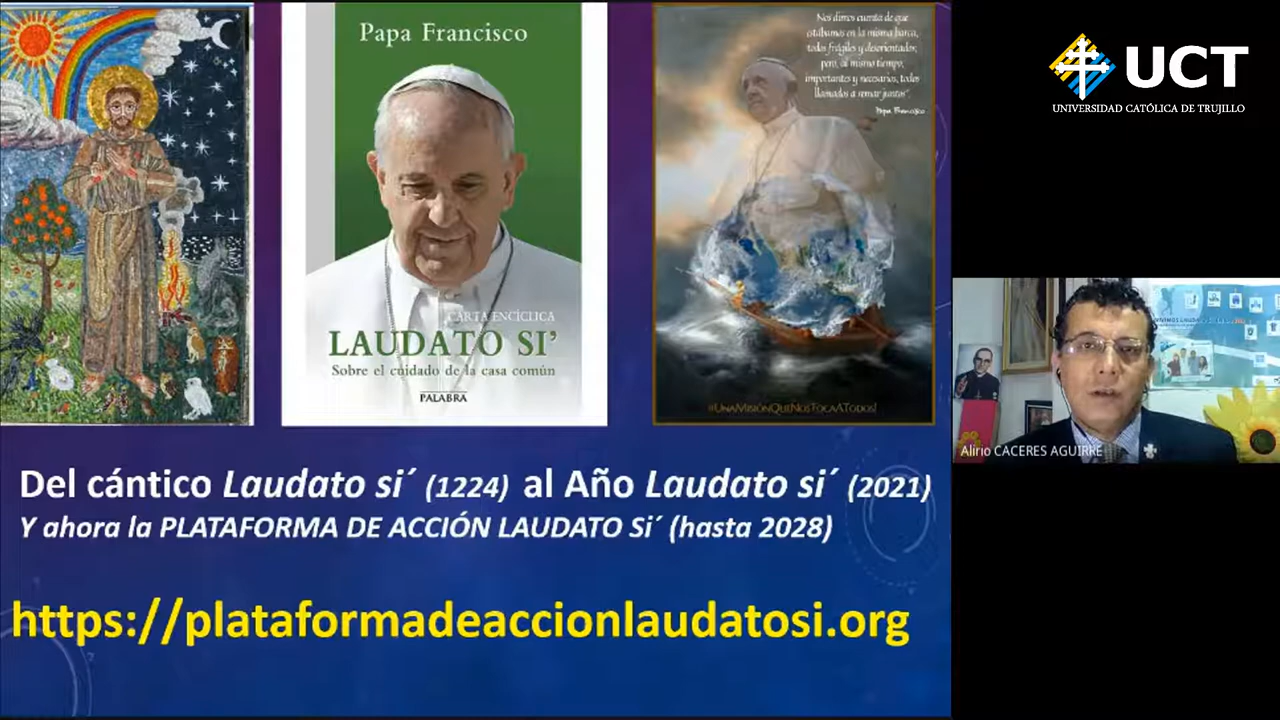 Papa Francisco
CARTA ENCÍCLICA
LAUDATO SI’
Sobre el cuidado de la casa común
PALABRA
Nos dimos cuenta de que
estábamos en la misma barca,
todos frágiles y desorientados;
pero, al mismo tiempo,
importantes y necesarios, todos
llamados a remar juntos”.
Papa Francisco
#UnaMisiónQueNosTocaATodos!
Del cántico Laudato si´ (1224) al Año Laudato si´ (2021)
Y ahora la PLATAFORMA DE ACCIÓN LAUDATO Si´ (hasta 2028)
https://plataformadeaccionlaudatosi.org
UCT
UNIVERSIDAD CATÓLICA DE TRUJILLO
Alirio CACERES AGUIRRE